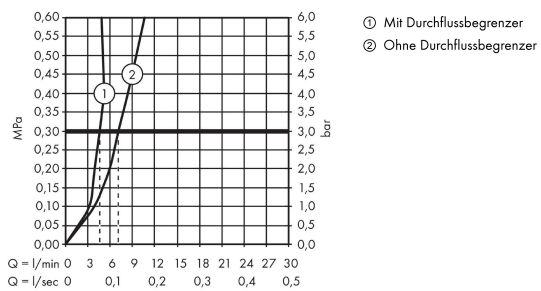 0,60 6,0
0,55 5,5
0,50 5,0
0,45 4,5
0,40 4,0
0,35 3,5
0,30 3,0
0,25 2,5
0,20 2,0
0,15 1,5
0,10 1,0
0,05 0,5
0,00 0,0
MPa
bar
1
2
Q = l/min 0 3 6 9 12 15 18 21 24 27 30
Q = l/sec 0 0,1 0,2 0,3 0,4 0,5
① Mit Durchflussbegrenzer
② Ohne Durchflussbegrenzer